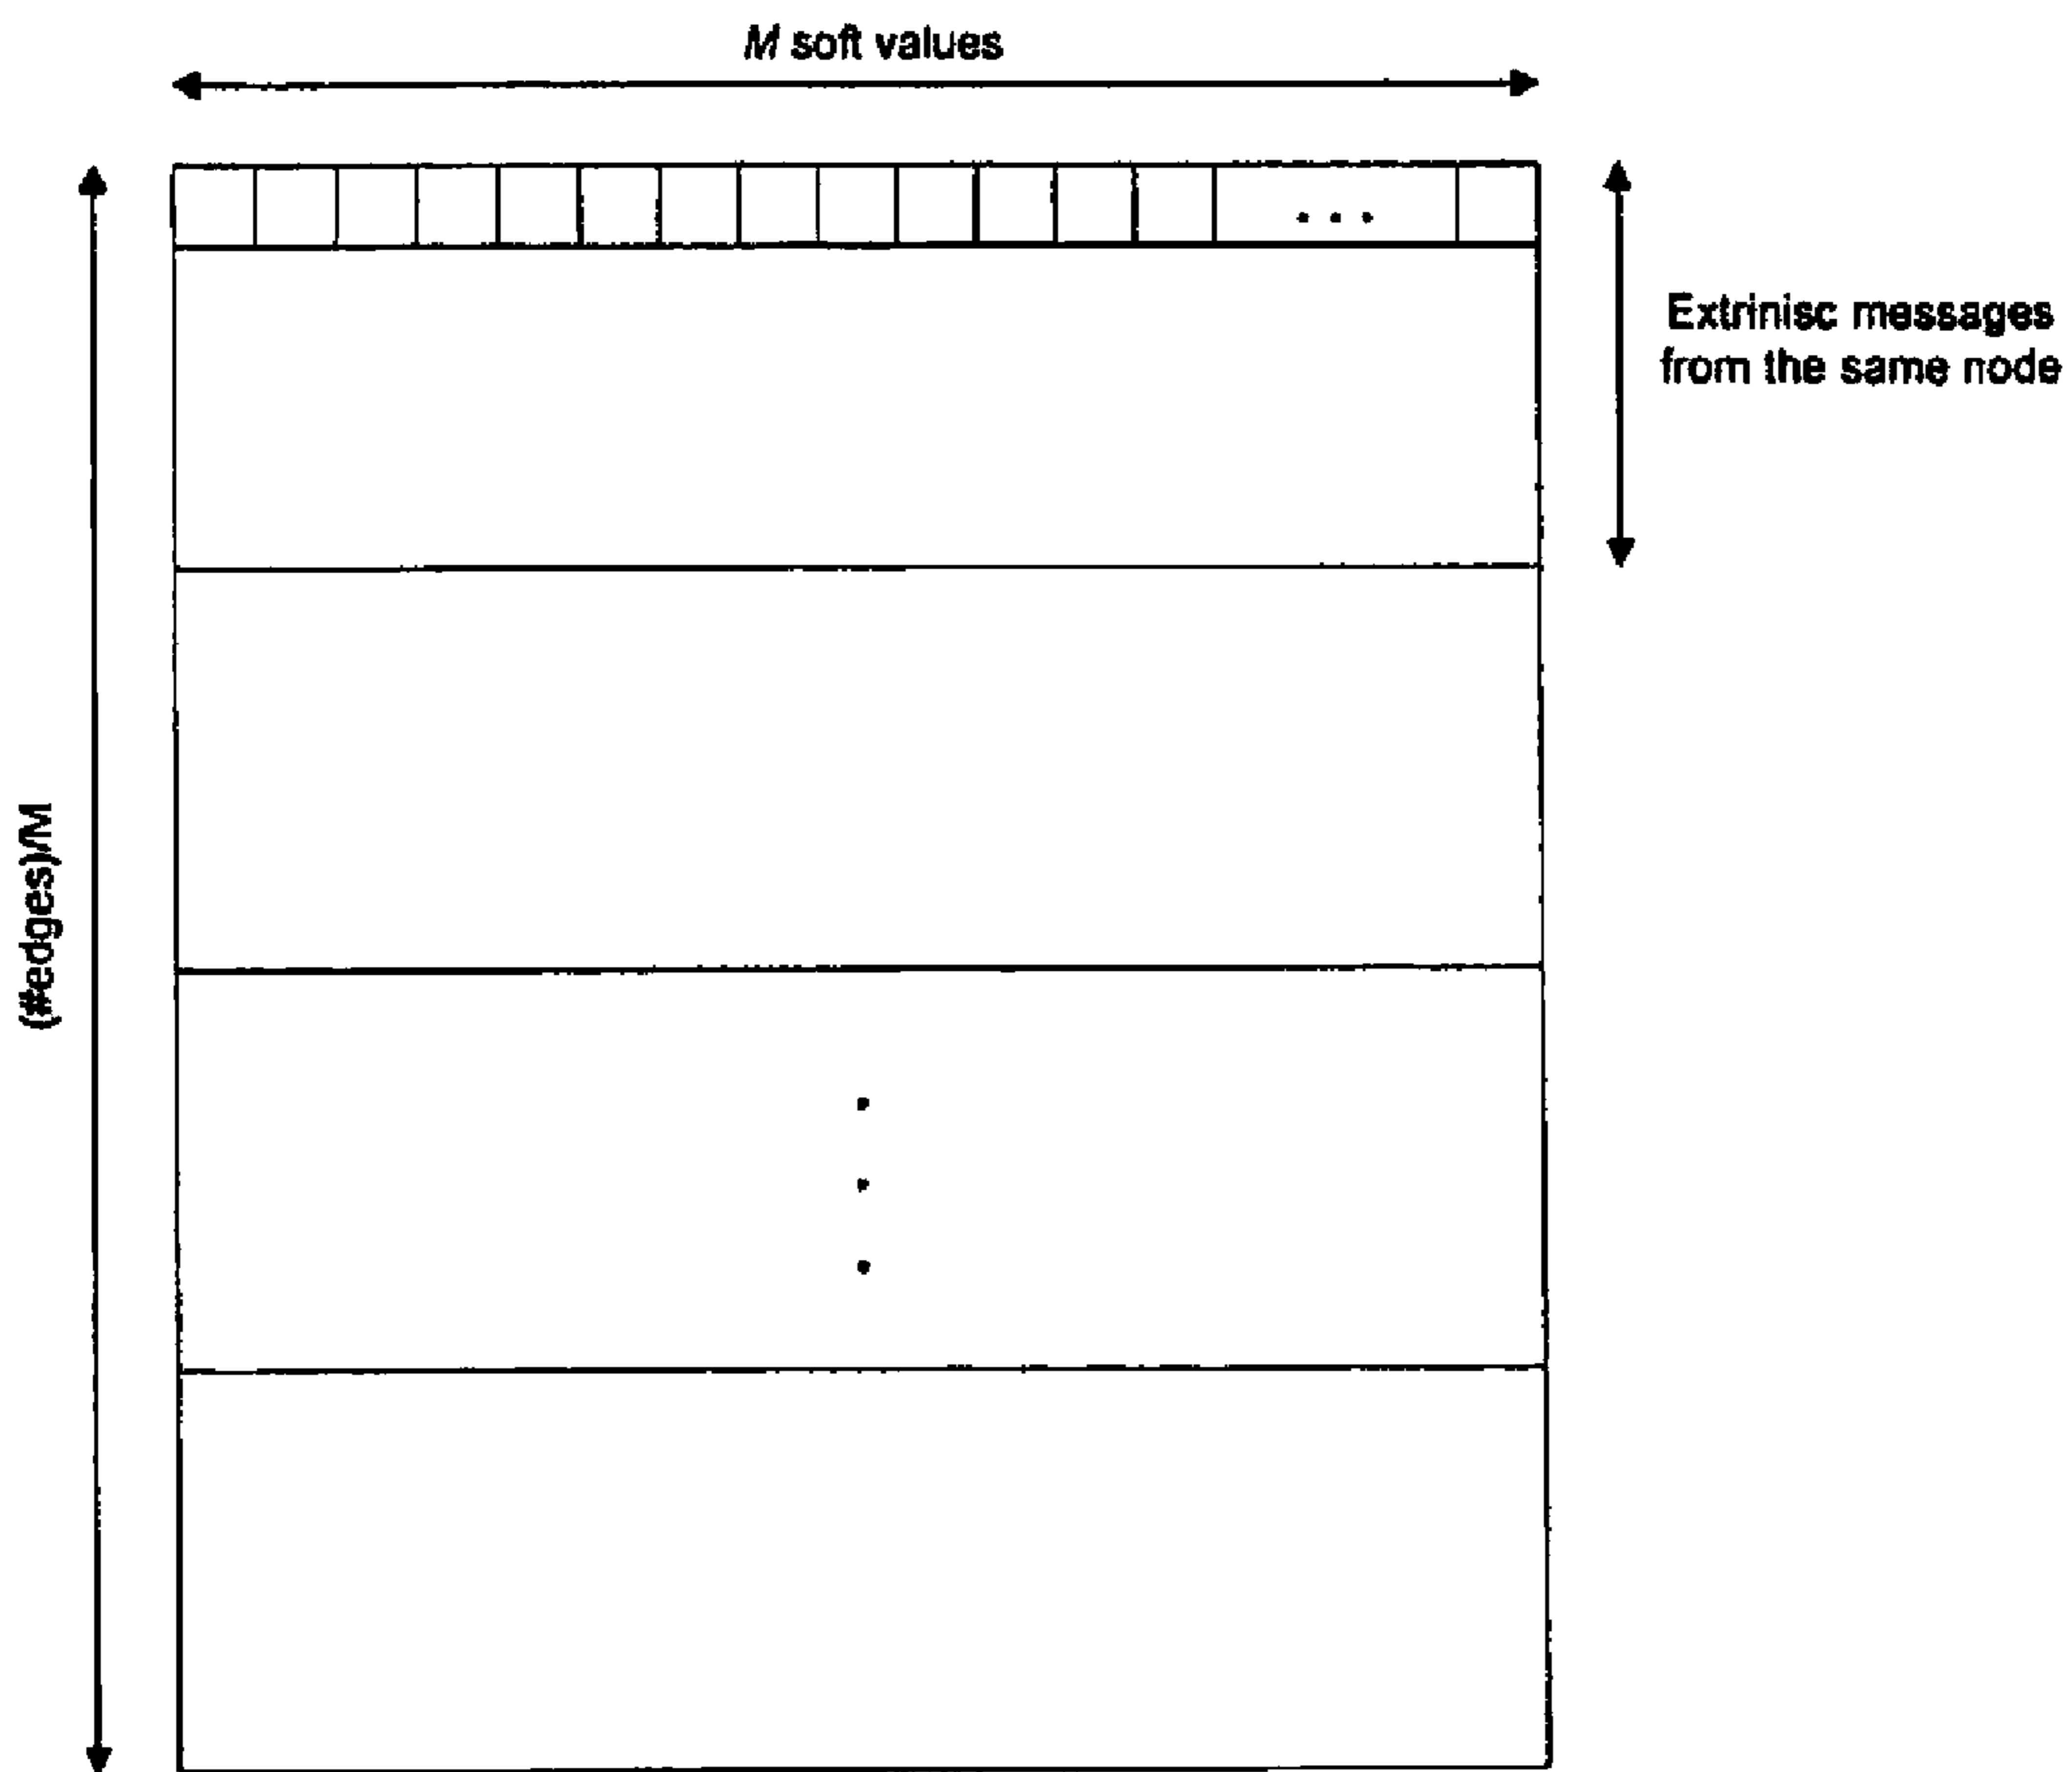 M soft values
. . .
Extrinisc messages
from the same node
(#edges)/M